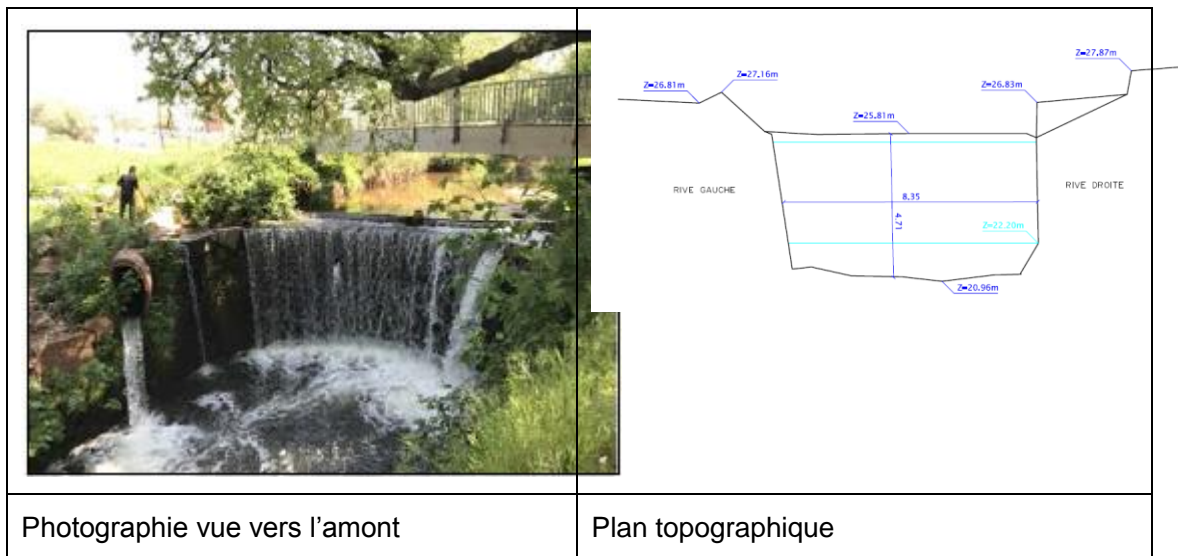 Z=26.81m
Z=27.16m
Z=25.81m
Z=26.83m
Z=27.87m
RIVE GAUCHE
8.35
4.71
RIVE DROITE
Z=22.20m
Z=20.96m
Photographie vue vers l’amont
Plan topographique